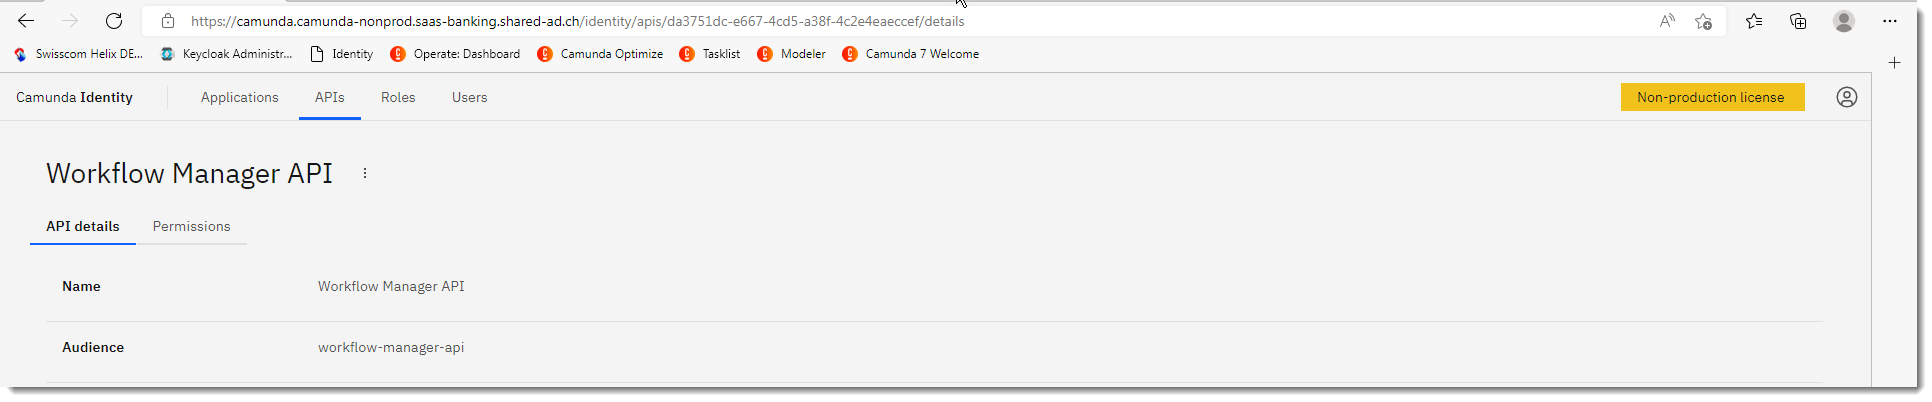 https://camunda.camunda-nonprod.saas-banking.shared-ad.ch/identity/apis/da3751dc-e667-4cd5-a38f-4c2e4eaeccef/details
Swisscom Helix DE... Keycloak Administr... Identity Operate: Dashboard Camunda Optimize Tasklist Modeler Camunda 7 Welcome
Camunda Identity Applications APIs Roles Users Non-production license
Workflow Manager API
API details Permissions
Name Workflow Manager API
Audience workflow-manager-api